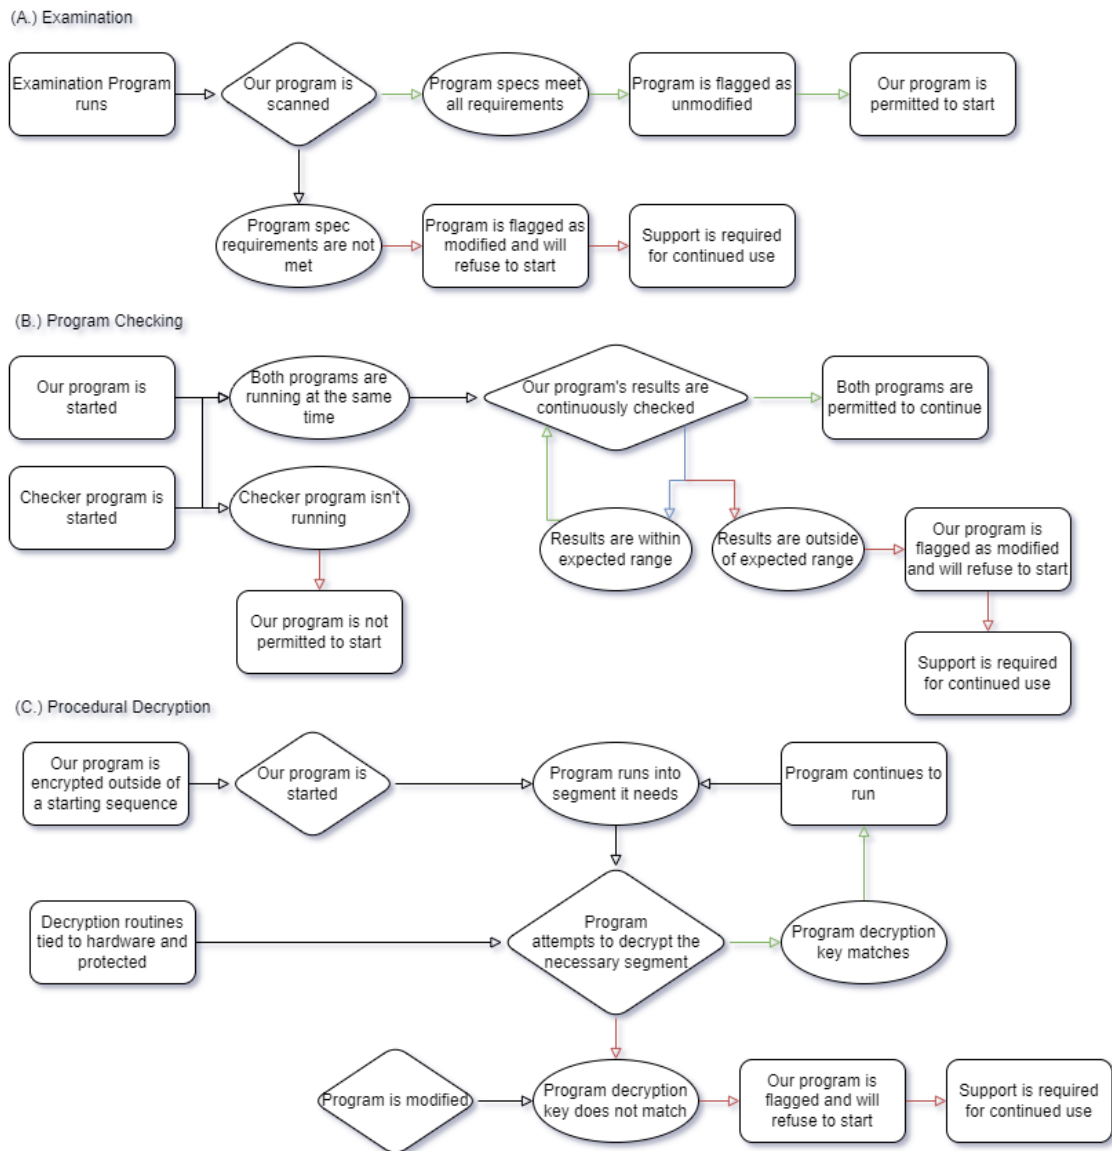 (A.) Examination
Examination Program
runs
Our program is
scanned
Program specs meet
all requirements
Program is flagged as
unmodified
Our program is
permitted to start
Program spec
requirements are not
met
Program is flagged as
modified and will
refuse to start
Support is required
for continued use
(B.) Program Checking
Our program is
started
Both programs are
running at the same
time
Our program's results are
continuously checked
Both programs are
permitted to continue
Checker program is
started
Checker program isn't
running
Results are within
expected range
Results are outside
of expected range
Our program is
flagged as modified
and will refuse to start
Our program is not
permitted to start
Support is required
for continued use
(C.) Procedural Decryption
Our program is
encrypted outside of
a starting sequence
Our program is
started
Program runs into
segment it needs
Program continues to
run
Decryption routines
tied to hardware and
protected
Program
attempts to decrypt the
necessary segment
Program decryption
key matches
Program is modified
Program decryption
key does not match
Our program is
flagged and will
refuse to start
Support is required
for continued use